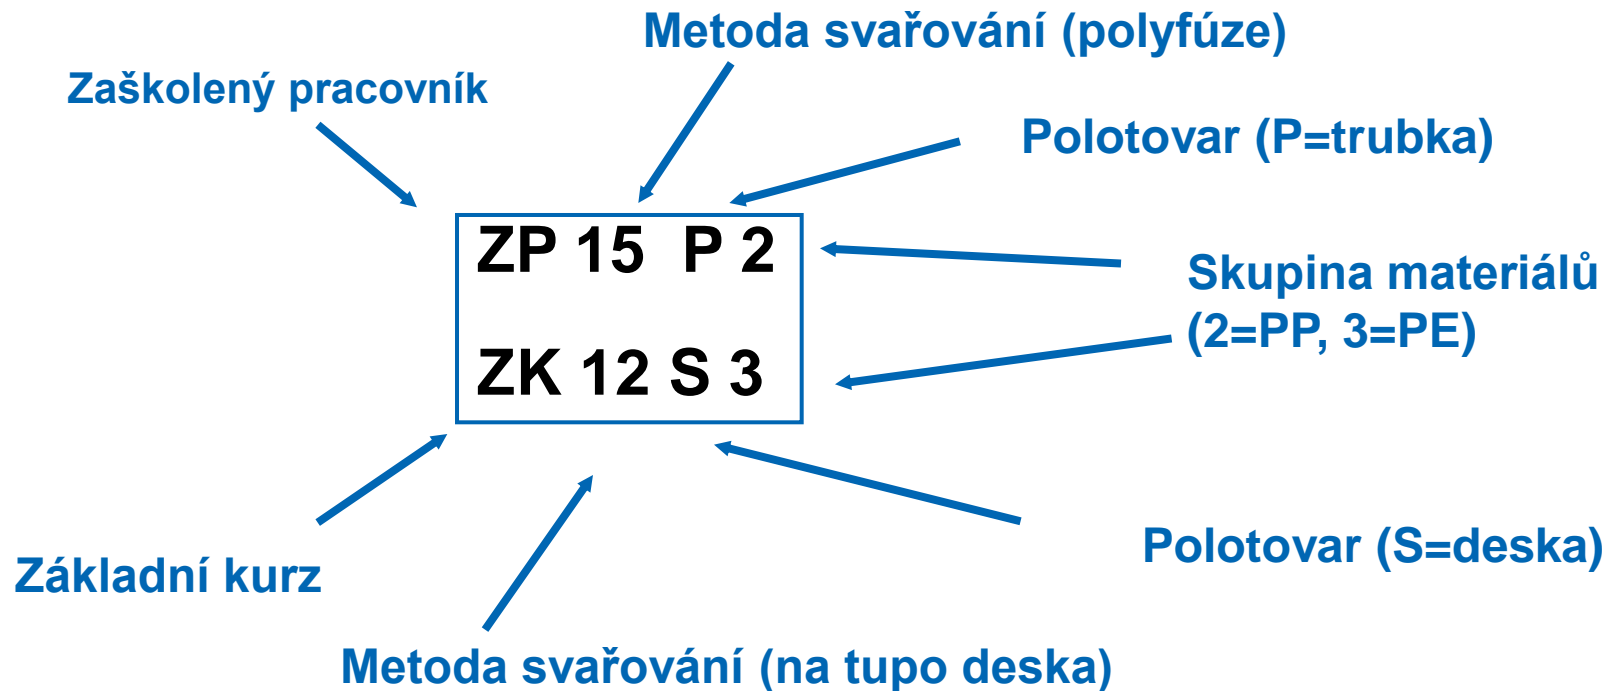 Metoda svařování (polyfúze)
Zaškolený pracovník
Polotovar (P=trubka)
ZP 15 P 2
Skupina materiálů
(2=PP, 3=PE)
ZK 12 S 3
Polotovar (S=deska)
Základní kurz
Metoda svařování (na tupo deska)